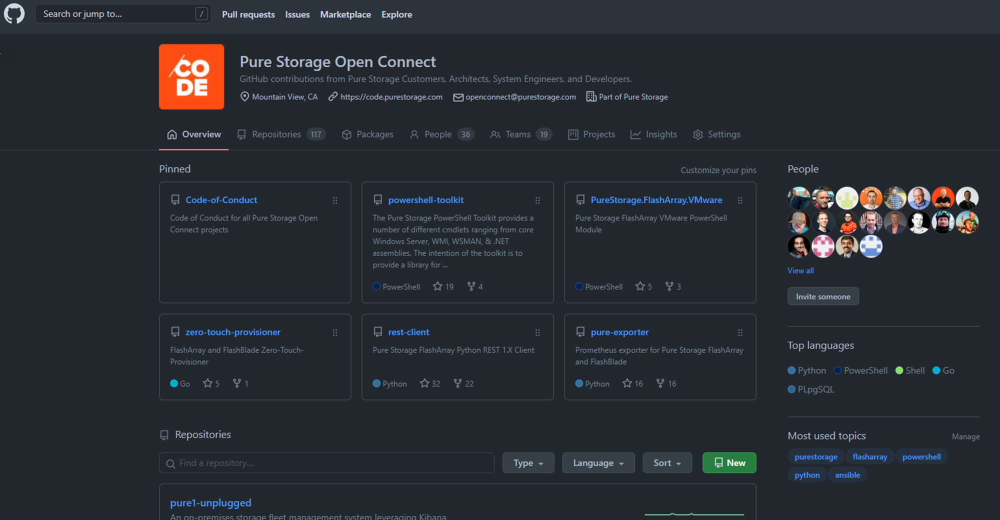 Search or jump to... /
Pull requests Issues Marketplace Explore
CO
DE
Pure Storage Open Connect
GitHub contributions from Pure Storage Customers, Architects, System Engineers, and Developers.
Mountain View, CA https://code.purestorage.com openconnect@purestorage.com Part of Pure Storage
Overview Repositories 117 Packages People 36 Teams 19 Projects Insights Settings
Pinned
Customize your pins
Code-of-Conduct
Code of Conduct for all Pure Storage Open
Connect projects
powershell-toolkit
The Pure Storage PowerShell Toolkit provides a
number of different cmdlets ranging from core
Windows Server, WMI, WSMAN, & .NET
assemblies. The intention of the toolkit is to
provide a library for ...
PowerShell 19 4
PureStorage.FlashArray.VMware
Pure Storage FlashArray VMware PowerShell
Module
PowerShell 5 3
zero-touch-provisioner
FlashArray and FlashBlade Zero-Touch-
Provisioner
Go 5 1
rest-client
Pure Storage FlashArray Python REST 1.X Client
Python 32 22
pure-exporter
Prometheus exporter for Pure Storage FlashArray
and FlashBlade
Python 16 16
Repositories
Find a repository...
Type Language Sort New
pure1-unplugged
An on-premises storage fleet management system leveraging Kibana
People
View all
Invite someone
Top languages
Python PowerShell Shell Go
PLpgSQL
Most used topics Manage
purestorage flasharray powershell
python ansible